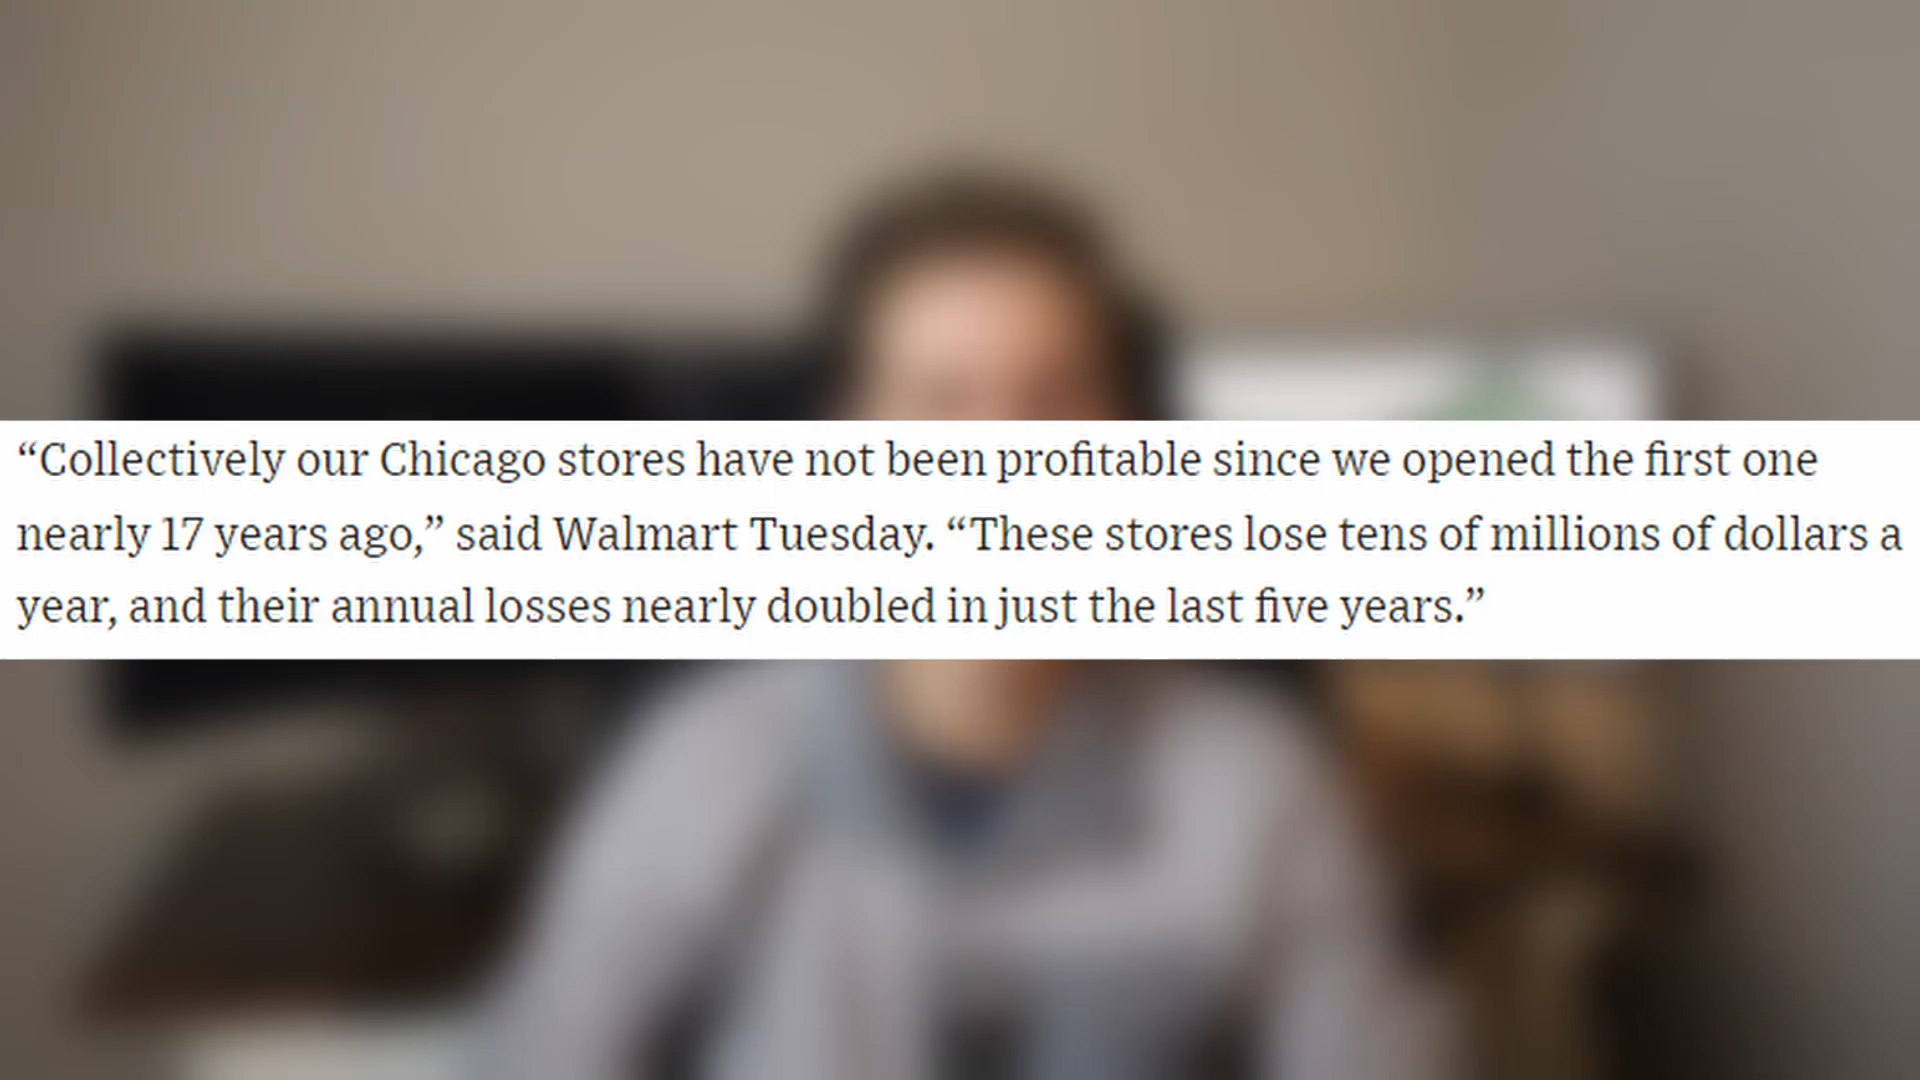 “Collectively our Chicago stores have not been profitable since we opened the first one
nearly 17 years ago,” said Walmart Tuesday. “These stores lose tens of millions of dollars a
year, and their annual losses nearly doubled in just the last five years.”